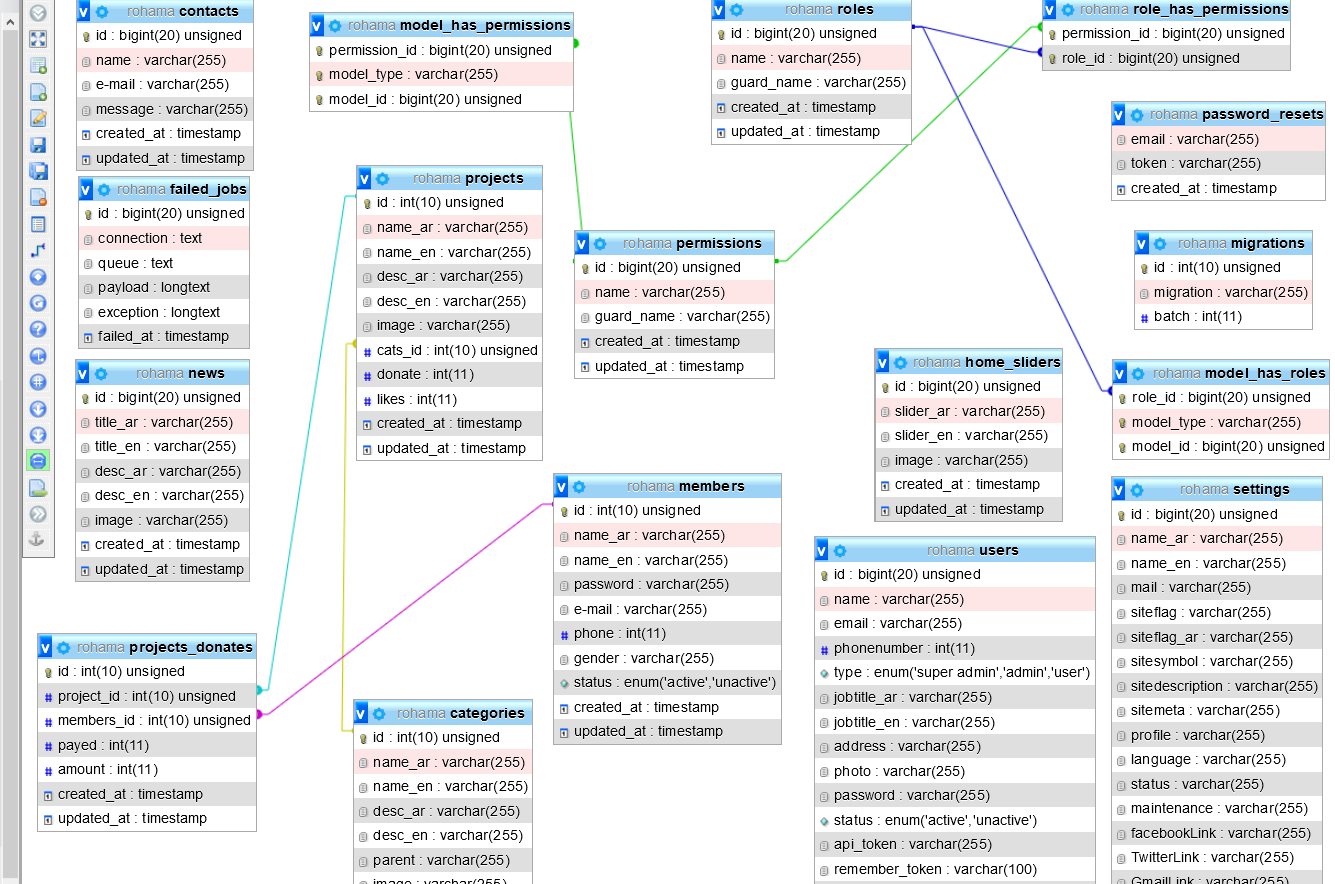 rohama contacts
id : bigint(20) unsigned
name : varchar(255)
e-mail : varchar(255)
message : varchar(255)
created_at : timestamp
updated_at : timestamp
rohama failed_jobs
id : bigint(20) unsigned
connection : text
queue : text
payload : longtext
exception : longtext
failed_at : timestamp
rohama news
id : bigint(20) unsigned
title_ar : varchar(255)
title_en : varchar(255)
desc_ar : varchar(255)
desc_en : varchar(255)
image : varchar(255)
created_at : timestamp
updated_at : timestamp
rohama projects_donates
id : int(10) unsigned
project_id : int(10) unsigned
members_id : int(10) unsigned
payed : int(11)
amount : int(11)
created_at : timestamp
updated_at : timestamp
rohama model_has_permissions
permission_id : bigint(20) unsigned
model_type : varchar(255)
model_id : bigint(20) unsigned
rohama projects
id : int(10) unsigned
name_ar : varchar(255)
name_en : varchar(255)
desc_ar : varchar(255)
desc_en : varchar(255)
image : varchar(255)
cats_id : int(10) unsigned
donate : int(11)
likes : int(11)
created_at : timestamp
updated_at : timestamp
rohama categories
id : int(10) unsigned
name_ar : varchar(255)
name_en : varchar(255)
desc_ar : varchar(255)
desc_en : varchar(255)
parent : varchar(255)
image : varchar(255)
rohama permissions
id : bigint(20) unsigned
name : varchar(255)
guard_name : varchar(255)
created_at : timestamp
updated_at : timestamp
rohama members
id : int(10) unsigned
name_ar : varchar(255)
name_en : varchar(255)
password : varchar(255)
e-mail : varchar(255)
phone : int(11)
gender : varchar(255)
status : enum('active','unactive')
created_at : timestamp
updated_at : timestamp
rohama roles
id : bigint(20) unsigned
name : varchar(255)
guard_name : varchar(255)
created_at : timestamp
updated_at : timestamp
rohama home_sliders
id : bigint(20) unsigned
slider_ar : varchar(255)
slider_en : varchar(255)
image : varchar(255)
created_at : timestamp
updated_at : timestamp
rohama users
id : bigint(20) unsigned
name : varchar(255)
email : varchar(255)
phonenumber : int(11)
type : enum('super admin','admin','user')
jobtitle_ar : varchar(255)
jobtitle_en : varchar(255)
address : varchar(255)
photo : varchar(255)
password : varchar(255)
status : enum('active','unactive')
api_token : varchar(255)
remember_token : varchar(100)
rohama role_has_permissions
permission_id : bigint(20) unsigned
role_id : bigint(20) unsigned
rohama password_resets
email : varchar(255)
token : varchar(255)
created_at : timestamp
rohama migrations
id : int(10) unsigned
migration : varchar(255)
batch : int(11)
rohama model_has_roles
role_id : bigint(20) unsigned
model_type : varchar(255)
model_id : bigint(20) unsigned
rohama settings
id : bigint(20) unsigned
name_ar : varchar(255)
name_en : varchar(255)
mail : varchar(255)
siteflag : varchar(255)
siteflag_ar : varchar(255)
sitesymbol : varchar(255)
sitedescription : varchar(255)
sitemeta : varchar(255)
profile : varchar(255)
language : varchar(255)
status : varchar(255)
maintenance : varchar(255)
facebookLink : varchar(255)
TwitterLink : varchar(255)
GmailLink : varchar(255)